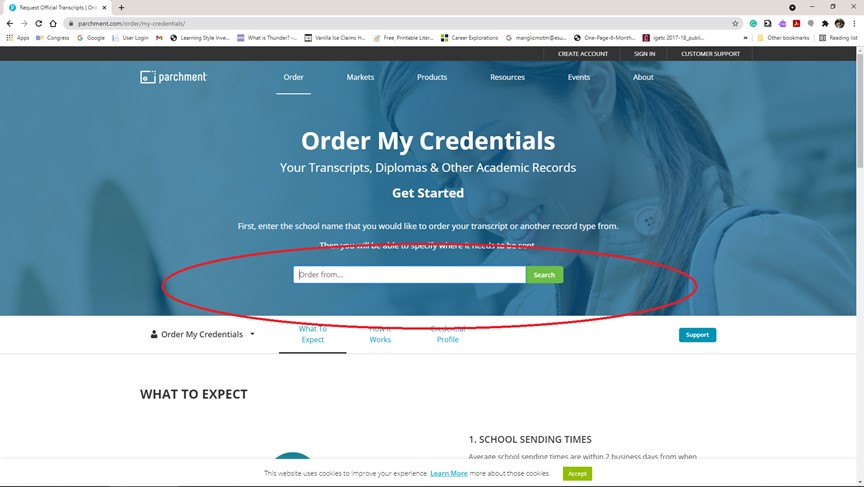 Request Official Transcripts | Onl
parchment.com/order/my-credentials/
Apps BP Congress Google User Login MW Learning Style Inve... What is Thunder? -... Vanilla Ice Claims H... Free, Printable Liter... Career Explorations manglicmotm@esu... One-Page-6-Month... igetc 2017-18_publi... » Other bookmarks Reading list
CREATE ACCOUNT SIGN IN CUSTOMER SUPPORT
parchment Order Markets Products Resources Events About
Order My Credentials
Your Transcripts, Diplomas & Other Academic Records
Get Started
First, enter the school name that you would like to order your transcript or another record type from.
Then you will be able to specify where it needs to be sent.
Order from... Search
Order My Credentials What To Expect How It Works Credential Profile Support
WHAT TO EXPECT
1. SCHOOL SENDING TIMES
Average school sending times are within 2 business days from when
This website uses cookies to improve your experience. Learn More more about those cookies. Accept